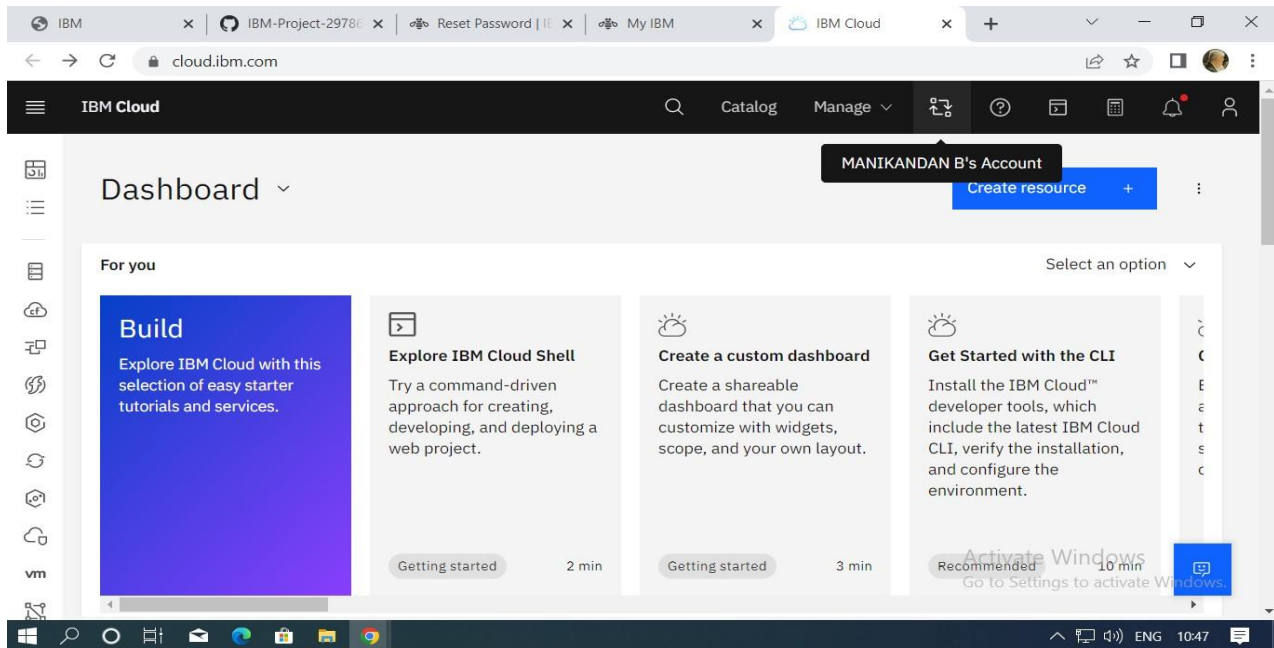 IBM
IBM-Project-29786
Reset Password | IE
My IBM
IBM Cloud
cloud.ibm.com
IBM Cloud
Catalog
Manage
MANIKANDAN B's Account
Dashboard
Create resource +
For you
Select an option
Build
Explore IBM Cloud with this
selection of easy starter
tutorials and services.
Explore IBM Cloud Shell
Try a command-driven
approach for creating,
developing, and deploying a
web project.
Getting started
2 min
Create a custom dashboard
Create a shareable
dashboard that you can
customize with widgets,
scope, and your own layout.
Getting started
3 min
Get Started with the CLI
Install the IBM Cloud™
developer tools, which
include the latest IBM Cloud
CLI, verify the installation,
and configure the
environment.
Recommended
10 min
Activate Windows
Go to Settings to activate Windows.
cf
vm
ENG
10:47